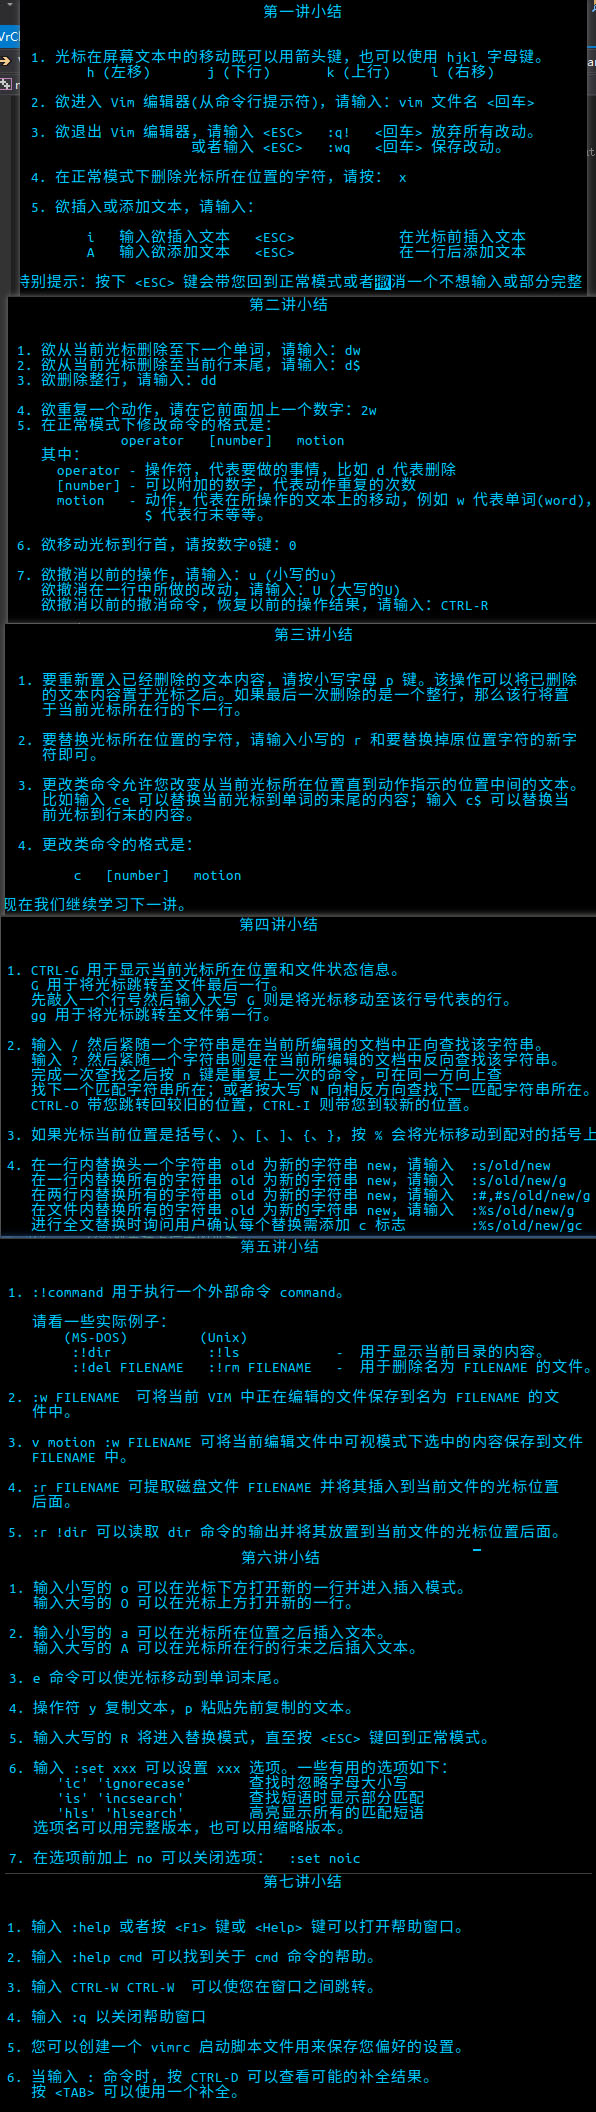 第一讲小结
1. 光标在屏幕文本中的移动既可以用箭头键，也可以使用 hjkl 字母键。
h (左移)       j (下行)       k (上行)     l (右移)
2. 欲进入 Vim 编辑器(从命令行提示符)，请输入：vim 文件名 <回车>
3. 欲退出 Vim 编辑器，请输入 <ESC>   :q!   <回车> 放弃所有改动。
或者输入 <ESC>   :wq   <回车> 保存改动。
4. 在正常模式下删除光标所在位置的字符，请按： x
5. 欲插入或添加文本，请输入：
i   输入欲插入文本   <ESC>             在光标前插入文本
A   输入欲添加文本   <ESC>             在一行后添加文本
特别提示：按下 <ESC> 键会带您回到正常模式或者撤消一个不想输入或部分完整
第二讲小结
1. 欲从当前光标删除至下一个单词，请输入：dw
2. 欲从当前光标删除至当前行末尾，请输入：d$
3. 欲删除整行，请输入：dd
4. 欲重复一个动作，请在它前面加上一个数字：2w
5. 在正常模式下修改命令的格式是：
operator   [number]   motion
其中：
operator - 操作符，代表要做的事情，比如 d 代表删除
[number] - 可以附加的数字，代表动作重复的次数
motion   - 动作，代表在所操作的文本上的移动，例如 w 代表单词(word)，
$ 代表行末等等。
6. 欲移动光标到行首，请按数字0键：0
7. 欲撤消以前的操作，请输入：u (小写的u)
欲撤消在一行中所做的改动，请输入：U (大写的U)
欲撤消以前的撤消命令，恢复以前的操作结果，请输入：CTRL-R
第三讲小结
1. 要重新置入已经删除的文本内容，请按小写字母 p 键。该操作可以将已删除
的文本内容置于光标之后。如果最后一次删除的是一个整行，那么该行将置
于当前光标所在行的下一行。
2. 要替换光标所在位置的字符，请输入小写的 r 和要替换掉原位置字符的新字
符即可。
3. 更改类命令允许您改变从当前光标所在位置直到动作指示的位置中间的文本。
比如输入 ce 可以替换当前光标到单词的末尾的内容；输入 c$ 可以替换当
前光标到行末的内容。
4. 更改类命令的格式是：
c   [number]   motion
现在我们继续学习下一讲。
第四讲小结
1. CTRL-G 用于显示当前光标所在位置和文件状态信息。
G 用于将光标跳转至文件最后一行。
先敲入一个行号然后输入大写 G 则是将光标移动至该行号代表的行。
gg 用于将光标跳转至文件第一行。
2. 输入 / 然后紧随一个字符串是在当前所编辑的文档中正向查找该字符串。
输入 ? 然后紧随一个字符串则是在当前所编辑的文档中反向查找该字符串。
完成一次查找之后按 n 键是重复上一次的命令，可在同一方向上查
找下一个匹配字符串所在；或者按大写 N 向相反方向查找下一匹配字符串所在。
CTRL-O 带您跳转回较旧的位置，CTRL-I 则带您到较新的位置。
3. 如果光标当前位置是括号(、)、[、]、{、}，按 % 会将光标移动到配对的括号上
4. 在一行内替换头一个字符串 old 为新的字符串 new，请输入  :s/old/new
在一行内替换所有的字符串 old 为新的字符串 new，请输入  :s/old/new/g
在两行内替换所有的字符串 old 为新的字符串 new，请输入  :#,#s/old/new/g
在文件内替换所有的字符串 old 为新的字符串 new，请输入  :%s/old/new/g
进行全文替换时询问用户确认每个替换需添加 c 标志        :%s/old/new/gc
第五讲小结
1. :!command 用于执行一个外部命令 command。
请看一些实际例子：
(MS-DOS)         (Unix)
:!dir            :!ls            -  用于显示当前目录的内容。
:!del FILENAME   :!rm FILENAME   -  用于删除名为 FILENAME 的文件。
2. :w FILENAME  可将当前 VIM 中正在编辑的文件保存到名为 FILENAME 的文
件中。
3. v motion :w FILENAME 可将当前编辑文件中可视模式下选中的内容保存到文件
FILENAME 中。
4. :r FILENAME 可提取磁盘文件 FILENAME 并将其插入到当前文件的光标位置
后面。
5. :r !dir 可以读取 dir 命令的输出并将其放置到当前文件的光标位置后面。
第六讲小结
1. 输入小写的 o 可以在光标下方打开新的一行并进入插入模式。
输入大写的 O 可以在光标上方打开新的一行。
2. 输入小写的 a 可以在光标所在位置之后插入文本。
输入大写的 A 可以在光标所在行的行末之后插入文本。
3. e 命令可以使光标移动到单词末尾。
4. 操作符 y 复制文本，p 粘贴先前复制的文本。
5. 输入大写的 R 将进入替换模式，直至按 <ESC> 键回到正常模式。
6. 输入 :set xxx 可以设置 xxx 选项。一些有用的选项如下：
'ic' 'ignorecase'       查找时忽略字母大小写
'is' 'incsearch'        查找短语时显示部分匹配
'hls' 'hlsearch'        高亮显示所有的匹配短语
选项名可以用完整版本，也可以用缩略版本。
7. 在选项前加上 no 可以关闭选项：  :set noic
第七讲小结
1. 输入 :help 或者按 <F1> 键或 <Help> 键可以打开帮助窗口。
2. 输入 :help cmd 可以找到关于 cmd 命令的帮助。
3. 输入 CTRL-W CTRL-W  可以使您在窗口之间跳转。
4. 输入 :q 以关闭帮助窗口
5. 您可以创建一个 vimrc 启动脚本文件用来保存您偏好的设置。
6. 当输入 : 命令时，按 CTRL-D 可以查看可能的补全结果。
按 <TAB> 可以使用一个补全。